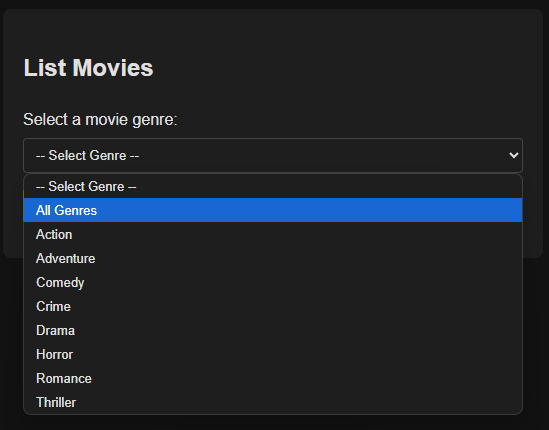 List Movies
Select a movie genre:
-- Select Genre --
-- Select Genre --
All Genres
Action
Adventure
Comedy
Crime
Drama
Horror
Romance
Thriller